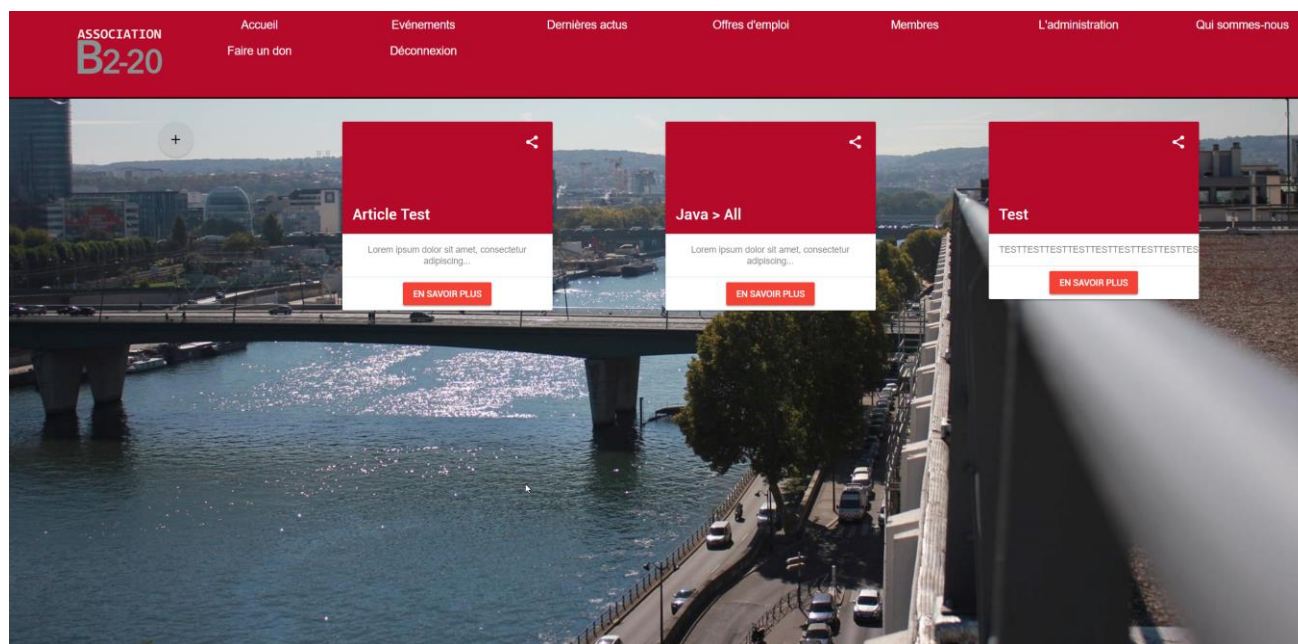 ASSOCIATION
B2-20
Accueil
Evénements
Dernières actus
Offres d'emploi
Membres
L'administration
Qui sommes-nous
Faire un don
Déconnexion
+
Article Test
Lorem ipsum dolor sit amet, consectetur
adipiscing...
EN SAVOIR PLUS
Java > All
Lorem ipsum dolor sit amet, consectetur
adipiscing...
EN SAVOIR PLUS
Test
TESTTESTTESTTESTTESTTESTTESTTESTTES
EN SAVOIR PLUS